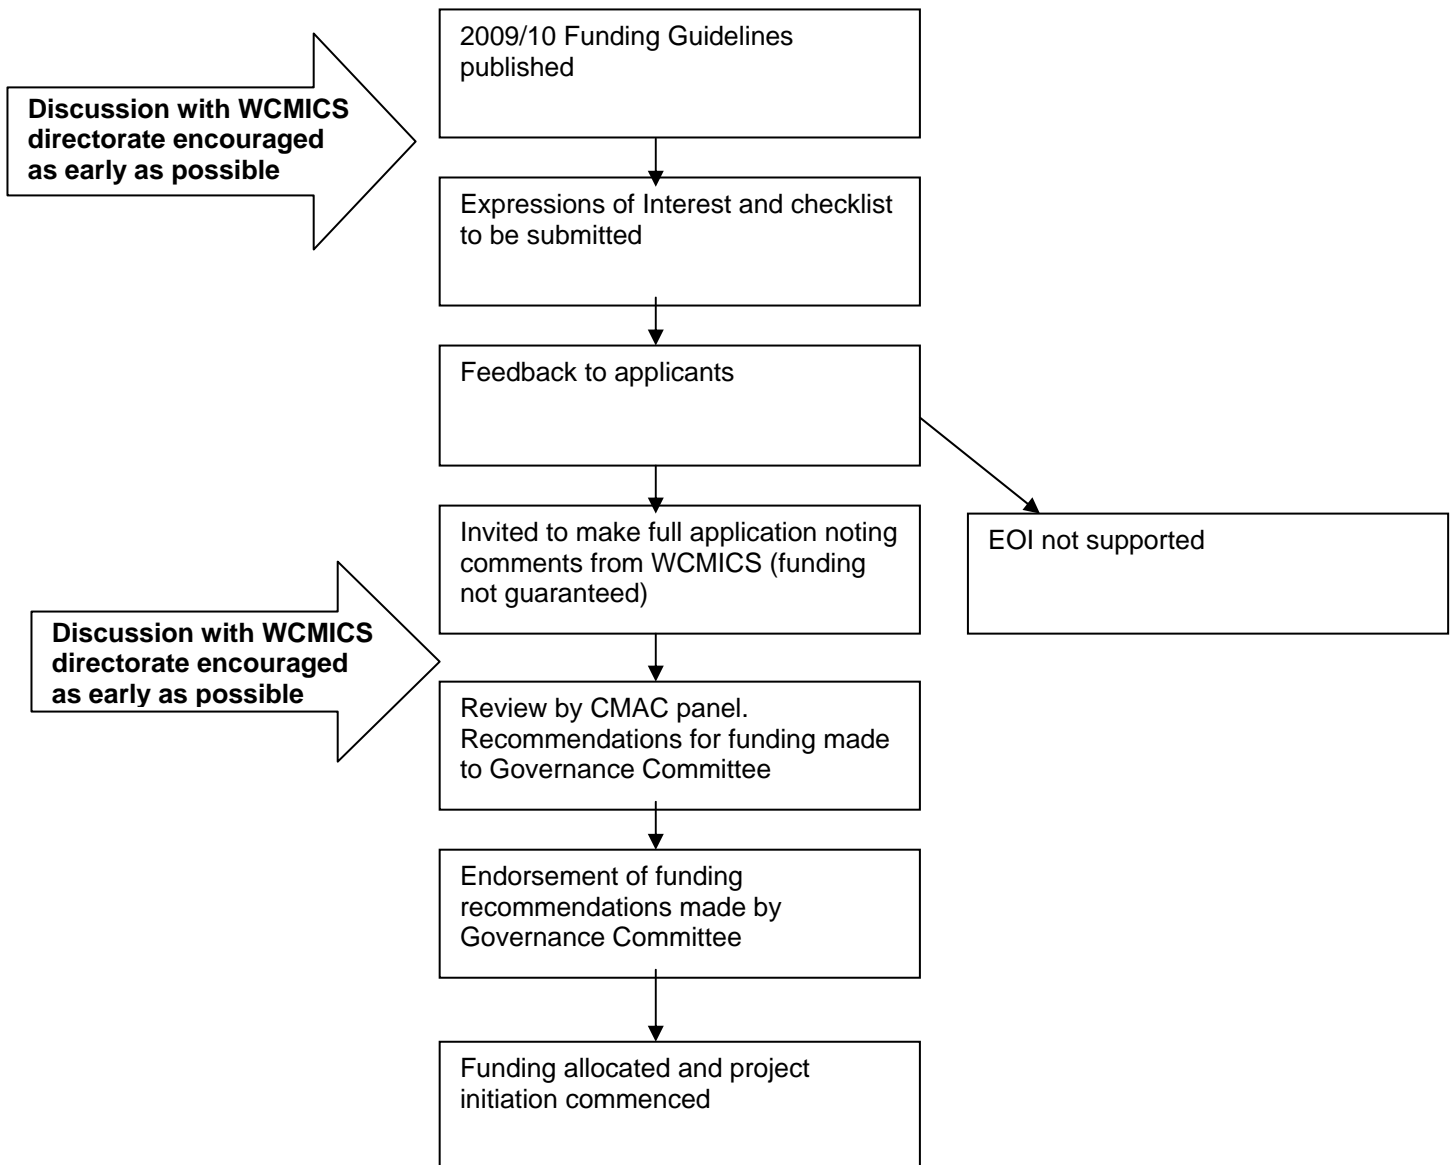 2009/10 Funding Guidelines
published
Discussion with WCMICS
directorate encouraged
as early as possible
Expressions of Interest and checklist
to be submitted
Feedback to applicants
Invited to make full application noting
comments from WCMICS (funding
not guaranteed)
EOI not supported
Discussion with WCMICS
directorate encouraged
as early as possible
Review by CMAC panel.
Recommendations for funding made
to Governance Committee
Endorsement of funding
recommendations made by
Governance Committee
Funding allocated and project
initiation commenced